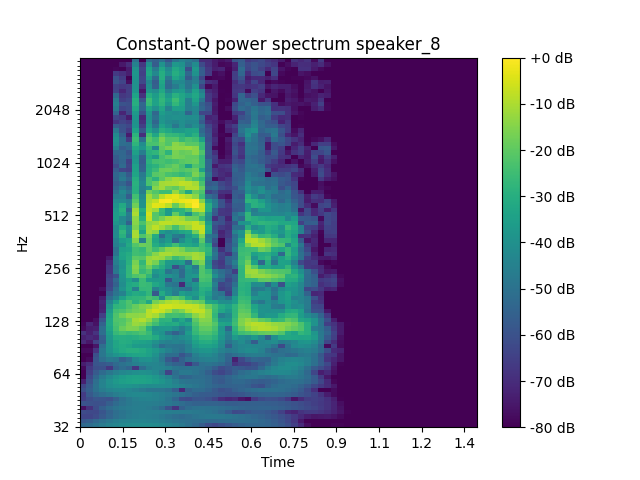 Constant-Q power spectrum speaker_8
Hz
2048
1024
512
256
128
64
32
0 0.15 0.3 0.45 0.6 0.75 0.9 1.1 1.2 1.4
Time
+0 dB
-10 dB
-20 dB
-30 dB
-40 dB
-50 dB
-60 dB
-70 dB
-80 dB